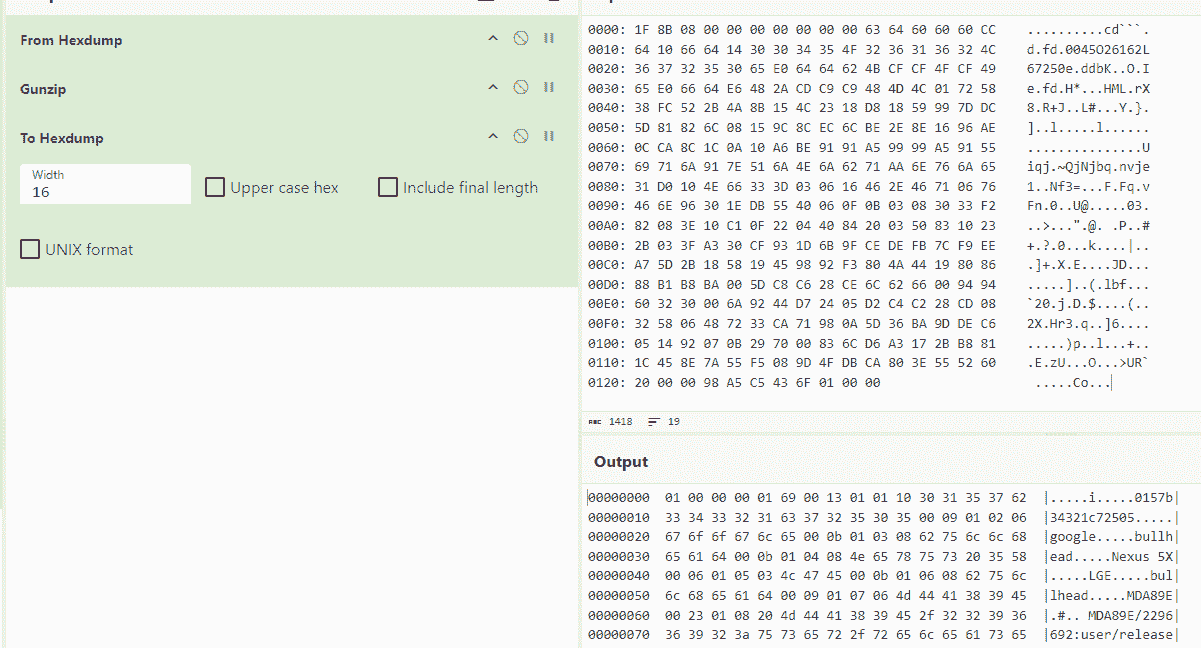 From Hexdump
Gunzip
To Hexdump
Width
16
Upper case hex
Include final length
UNIX format
0000: 1F 8B 08 00 00 00 00 00 00 00 63 64 60 60 60 CC ..........cd```.
0010: 64 10 66 64 14 30 30 34 35 4F 32 36 31 36 32 4C d.fd.0045O26162L
0020: 36 37 32 35 30 65 E0 64 64 62 4B CF CF 4F CF 49 67250e.ddbK..O.I
0030: 65 E0 66 64 E6 48 2A CD C9 C9 48 4D 4C 01 72 58 e.fd.H*...HML.rX
0040: 38 FC 52 2B 4A 8B 15 4C 23 18 D8 18 59 99 7D DC 8.R+J..L#...Y.}.
0050: 5D 81 82 6C 08 15 9C 8C EC 6C BE 2E 8E 16 96 AE ]..l.....l......
0060: 0C CA 8C 1C 0A 10 A6 BE 91 91 A5 99 99 A5 91 55 ...............U
0070: 69 71 6A 91 7E 51 6A 4E 6A 62 71 AA 6E 76 6A 65 iqj.~QjNjbq.nvje
0080: 31 D0 10 4E 66 33 3D 03 06 16 46 2E 46 71 06 76 1..Nf3=...F.Fq.v
0090: 46 6E 96 30 1E DB 55 40 06 0F 0B 03 08 30 33 F2 Fn.0..U@.....03.
00A0: 82 08 3E 10 C1 0F 22 04 40 84 20 03 50 83 10 23 ..>...".@. .P..#
00B0: 2B 03 3F A3 30 CF 93 1D 6B 9F CE DE FB 7C F9 EE +.?.0...k....|..
00C0: A7 5D 2B 18 58 19 45 98 92 F3 80 4A 44 19 80 86 .]+.X.E....JD...
00D0: 88 B1 B8 BA 00 5D C8 C6 28 CE 6C 62 66 00 94 94 .....]..(.lbf...
00E0: 60 32 30 00 6A 92 44 D7 24 05 D2 C4 C2 28 CD 08 `20.j.D.$....(..
00F0: 32 58 06 48 72 33 CA 71 98 0A 5D 36 BA 9D DE C6 2X.Hr3.q..]6....
0100: 05 14 92 07 0B 29 70 00 83 6C D6 A3 17 2B B8 81 .....)p..l...+..
0110: 1C 45 8E 7A 55 F5 08 9D 4F DB CA 80 3E 55 52 60 .E.zU...O...>UR`
0120: 20 00 00 98 A5 C5 43 6F 01 00 00 .....Co...
1418 19
Output
00000000 01 00 00 00 01 69 00 13 01 01 10 30 31 35 37 62 |.....i.....0157b|
00000010 33 34 33 32 31 63 37 32 35 30 35 00 09 01 02 06 |34321c72505.....|
00000020 67 6f 6f 67 6c 65 00 0b 01 03 08 62 75 6c 6c 68 |google.....bullh|
00000030 65 61 64 00 0b 01 04 08 4e 65 78 75 73 20 35 58 |ead.....Nexus 5X|
00000040 00 06 01 05 03 4c 47 45 00 0b 01 06 08 62 75 6c |.....LGE.....bul|
00000050 6c 68 65 61 64 00 09 01 07 06 4d 44 41 38 39 45 |lhead.....MDA89E|
00000060 00 23 01 08 20 4d 44 41 38 39 45 2f 32 32 39 36 |.#.. MDA89E/2296|
00000070 36 39 32 3a 75 73 65 72 2f 72 65 6c 65 61 73 65 |692:user/release|